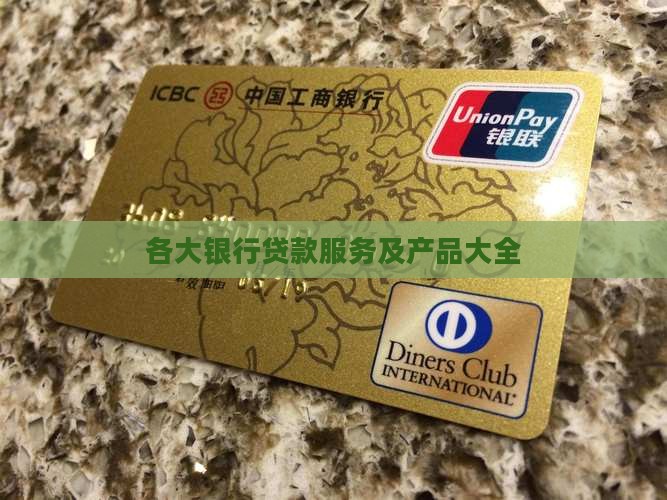 ICBC 中国工商银行
UnionPay
银联
各大银行贷款服务及产品大全
Diners Club
INTERNATIONAL